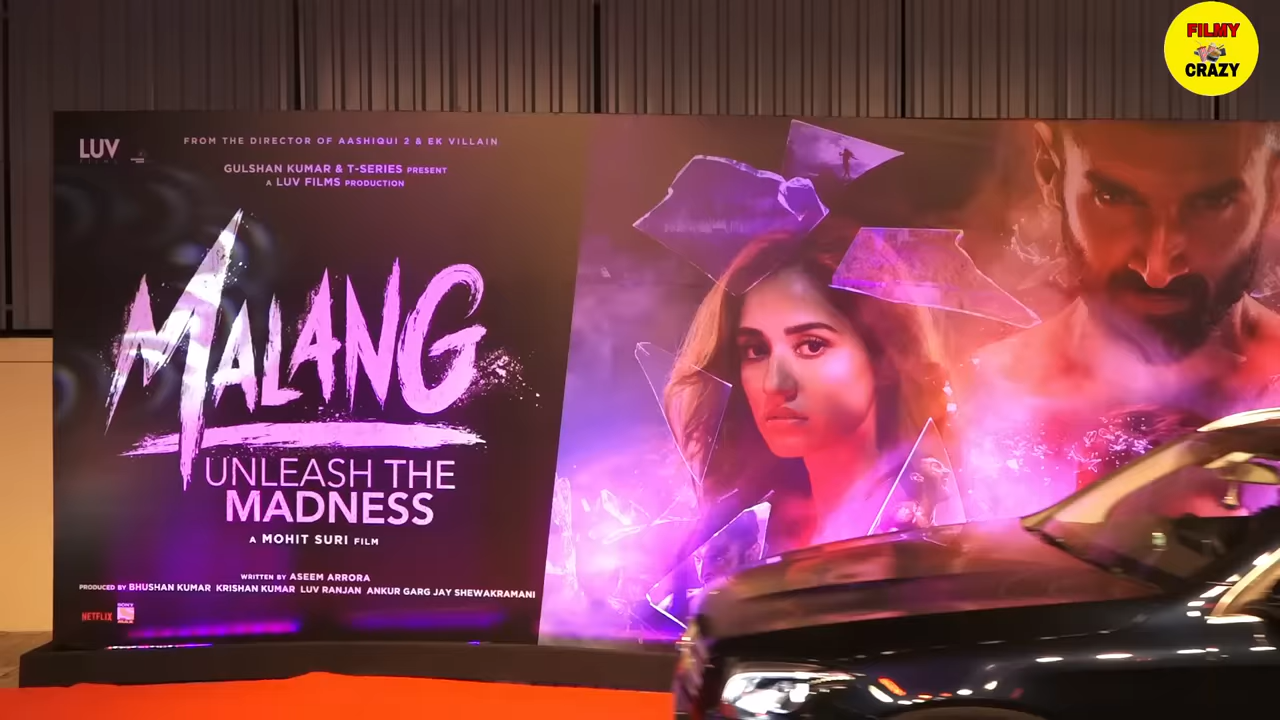 FILMY
CRAZY
LUV
FILMS
FROM THE DIRECTOR OF AASHIQUI 2 & EK VILLAIN
GULSHAN KUMAR & T-SERIES PRESENT
A LUV FILMS PRODUCTION
MALANG
UNLEASH THE
MADNESS
A MOHIT SURI FILM
WRITTEN BY ASEEM ARRORA
PRODUCED BY BHUSHAN KUMAR KRISHAN KUMAR LUV RANJAN ANKUR GARG JAY SHEWAKRAMANI
NETFLIX
SONY